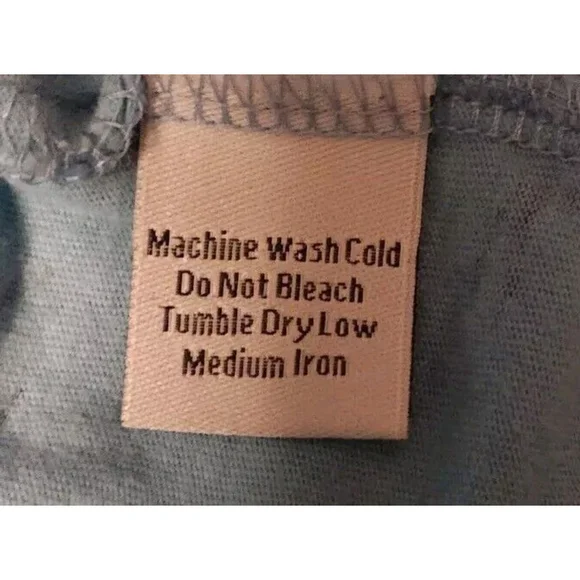 Machine Wash Cold
Do Not Bleach
Tumble Dry Low
Medium Iron